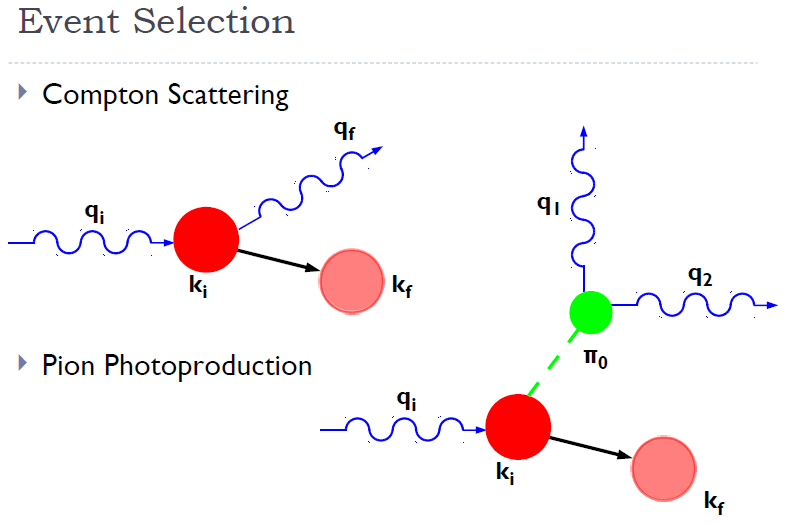 Event Selection
Compton Scattering
qf
qi
ki
kf
q1
q2
π0
Pion Photoproduction
qi
ki
kf